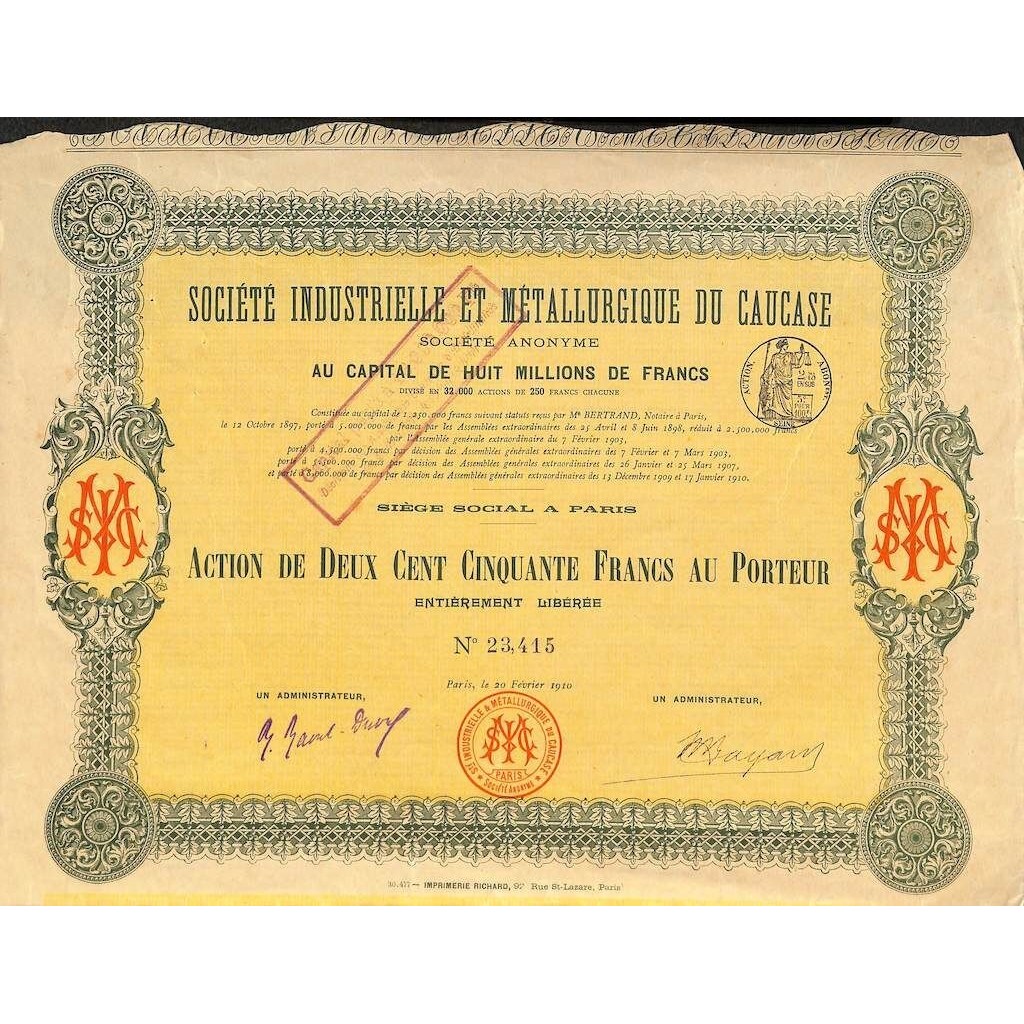 SOCIÉTÉ INDUSTRIELLE ET MÉTALLURGIQUE DU CAUCASE
SOCIÉTÉ ANONYME
AU CAPITAL DE HUIT MILLIONS DE FRANCS
DIVISÉ EN 32.000 ACTIONS DE 250 FRANCS CHACUNE
Constituée au capital de 1.250.000 francs suivant statuts reçus par Me BERTRAND, Notaire à Paris,
le 12 Octobre 1897, porté à 5.000.000 de francs par les Assemblées extraordinaires des 25 Avril et 8 Juin 1898, réduit à 2.500.000 francs
par l'Assemblée générale extraordinaire du 7 Février 1903,
porté à 4.500.000 francs par décision des Assemblées générales extraordinaires des 7 Février et 7 Mars 1903,
porté à 5.500.000 francs par décision des Assemblées générales extraordinaires des 26 Janvier et 25 Mars 1907,
et porté à 8.000.000 de francs par décision des Assemblées générales extraordinaires des 13 Décembre 1909 et 17 Janvier 1910.
ACTION.
SEINE
SIÈGE SOCIAL A PARIS
ACTION DE DEUX CENT CINQUANTE FRANCS AU PORTEUR
ENTIÈREMENT LIBÉRÉE
No 23,415
Paris, le 20 Février 1910
UN ADMINISTRATEUR,
UN ADMINISTRATEUR,
Sté INDUSTRIELLE & MÉTALLURGIQUE DU CAUCASE
PARIS
SOCIÉTÉ ANONYME
IMPRIMERIE RICHARD, Rue St-Lazare, Paris